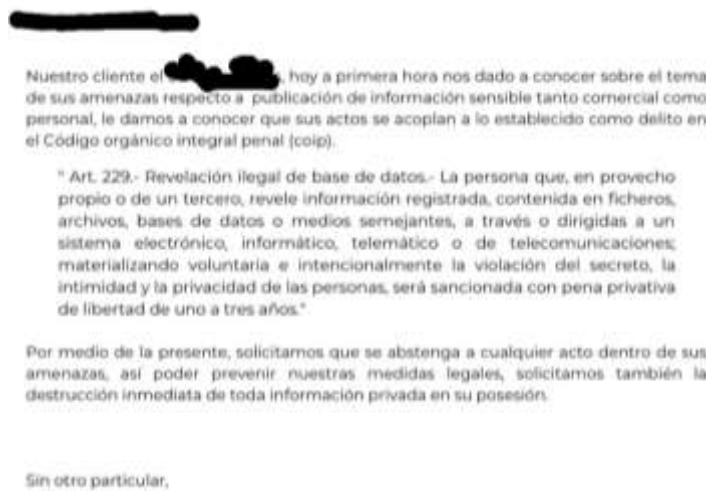 Nuestro cliente el , hoy a primera hora nos dado a conocer sobre el tema
de sus amenazas respecto a publicación de información sensible tanto comercial como
personal, le damos a conocer que sus actos se acoplan a lo establecido como delito en
el Código orgánico integral penal (coip).
" Art. 229.- Revelación ilegal de base de datos.- La persona que, en provecho
propio o de un tercero, revele información registrada, contenida en ficheros,
archivos, bases de datos o medios semejantes, a través o dirigidas a un
sistema electrónico, informático, telemático o de telecomunicaciones;
materializando voluntaria e intencionalmente la violación del secreto, la
intimidad y la privacidad de las personas, será sancionada con pena privativa
de libertad de uno a tres años."
Por medio de la presente, solicitamos que se abstenga a cualquier acto dentro de sus
amenazas, así poder prevenir nuestras medidas legales, solicitamos también la
destrucción inmediata de toda información privada en su posesión.
Sin otro particular,